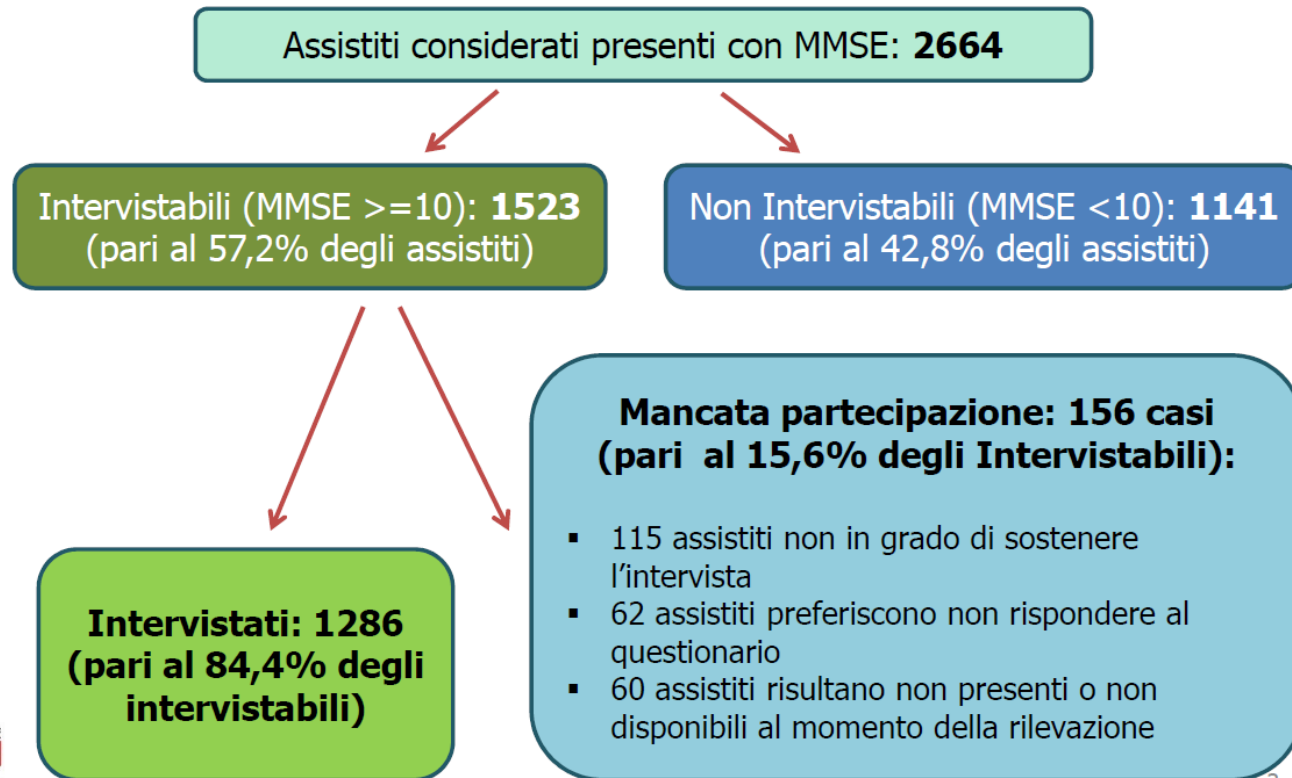 Assistiti considerati presenti con MMSE: 2664
Intervistabili (MMSE >=10): 1523
(pari al 57,2% degli assistiti)
Non Intervistabili (MMSE <10): 1141
(pari al 42,8% degli assistiti)
Mancata partecipazione: 156 casi
(pari al 15,6% degli Intervistabili):
▪ 115 assistiti non in grado di sostenere
l'intervista
▪ 62 assistiti preferiscono non rispondere al
questionario
▪ 60 assistiti risultano non presenti o non
disponibili al momento della rilevazione
Intervistati: 1286
(pari al 84,4% degli
intervistabili)